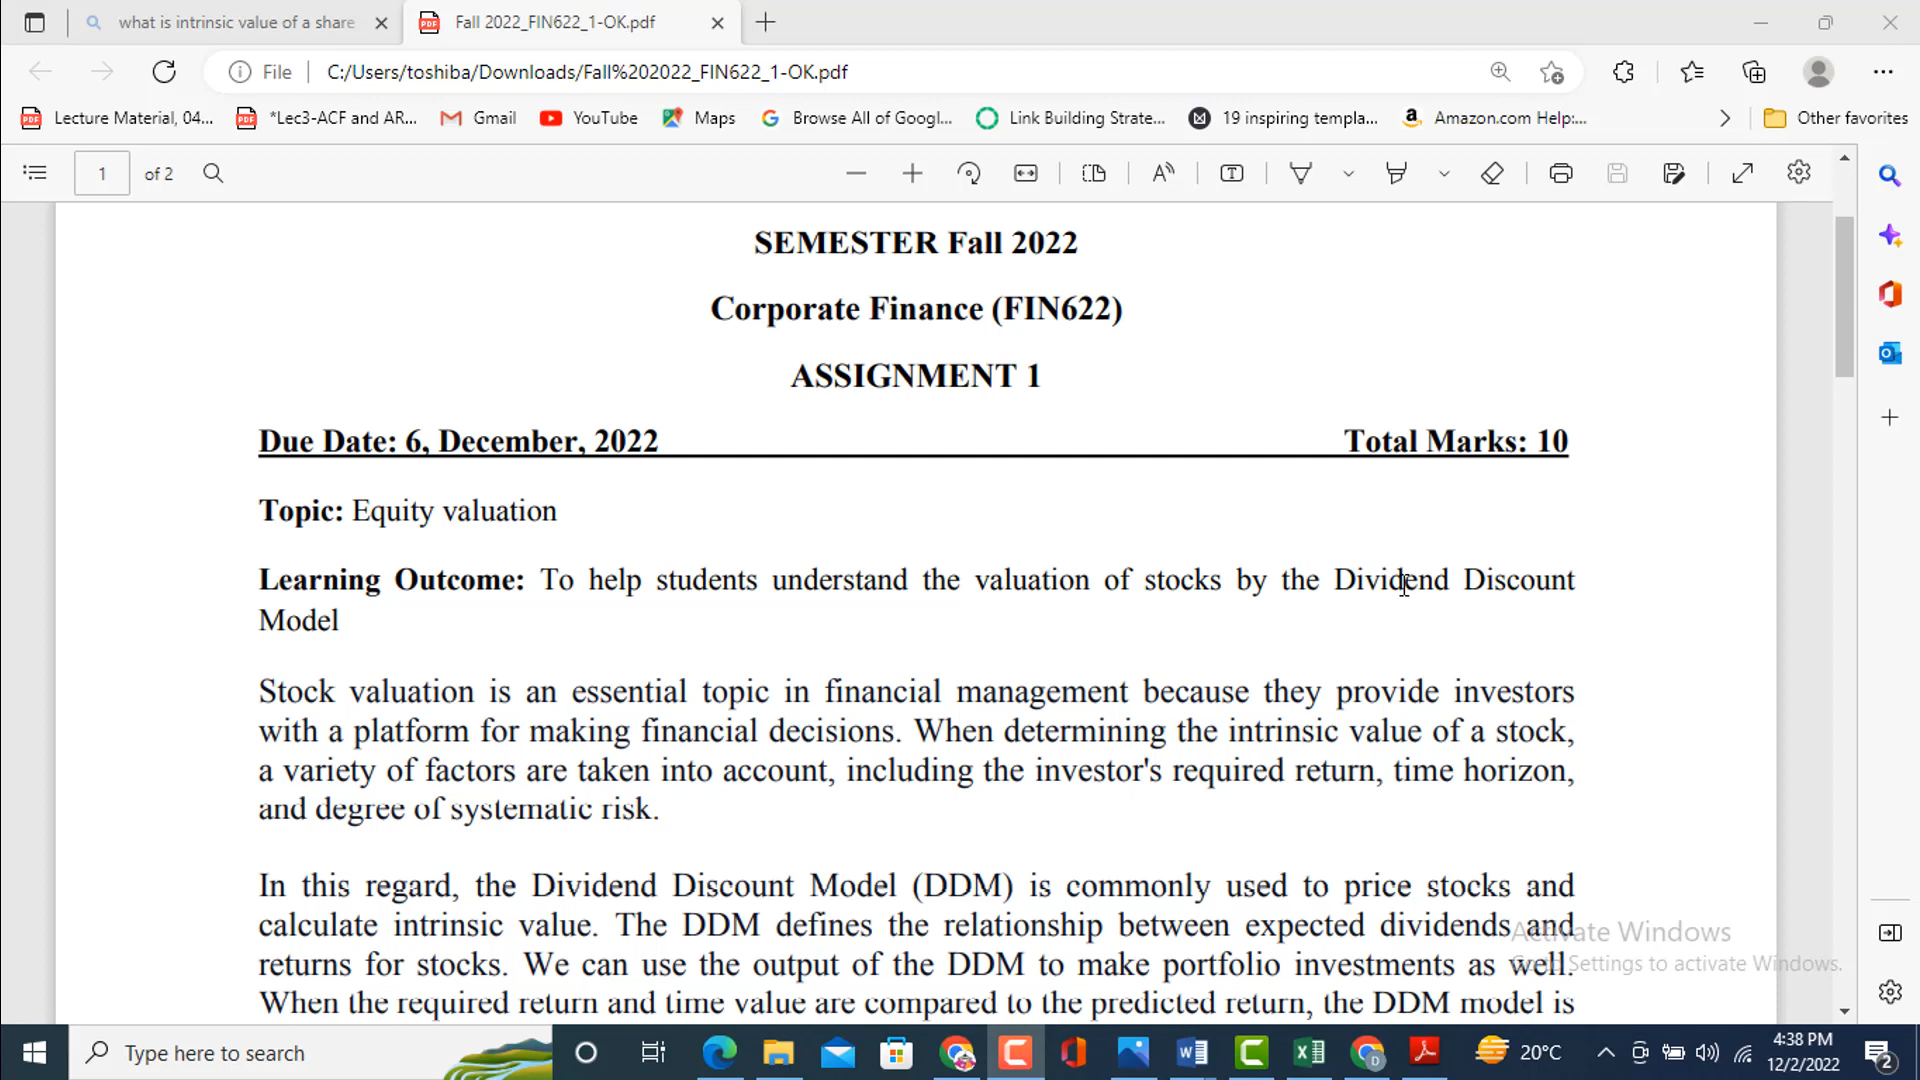 what is intrinsic value of a share
Fall 2022_FIN622_1-OK.pdf
File
C:/Users/toshiba/Downloads/Fall%202022_FIN622_1-OK.pdf
Lecture Material, 04...
*Lec3-ACF and AR...
Gmail
YouTube
Maps
Browse All of Googl...
Link Building Strate...
19 inspiring templa...
Amazon.com Help:...
Other favorites
1 of 2
SEMESTER Fall 2022
Corporate Finance (FIN622)
ASSIGNMENT 1
Due Date: 6, December, 2022 Total Marks: 10
Topic: Equity valuation
Learning Outcome: To help students understand the valuation of stocks by the Dividend Discount
Model
Stock valuation is an essential topic in financial management because they provide investors
with a platform for making financial decisions. When determining the intrinsic value of a stock,
a variety of factors are taken into account, including the investor's required return, time horizon,
and degree of systematic risk.
In this regard, the Dividend Discount Model (DDM) is commonly used to price stocks and
calculate intrinsic value. The DDM defines the relationship between expected dividends and
returns for stocks. We can use the output of the DDM to make portfolio investments as well.
When the required return and time value are compared to the predicted return, the DDM model is
Activate Windows
Go to Settings to activate Windows.
Type here to search
20°C
4:38 PM
12/2/2022
2